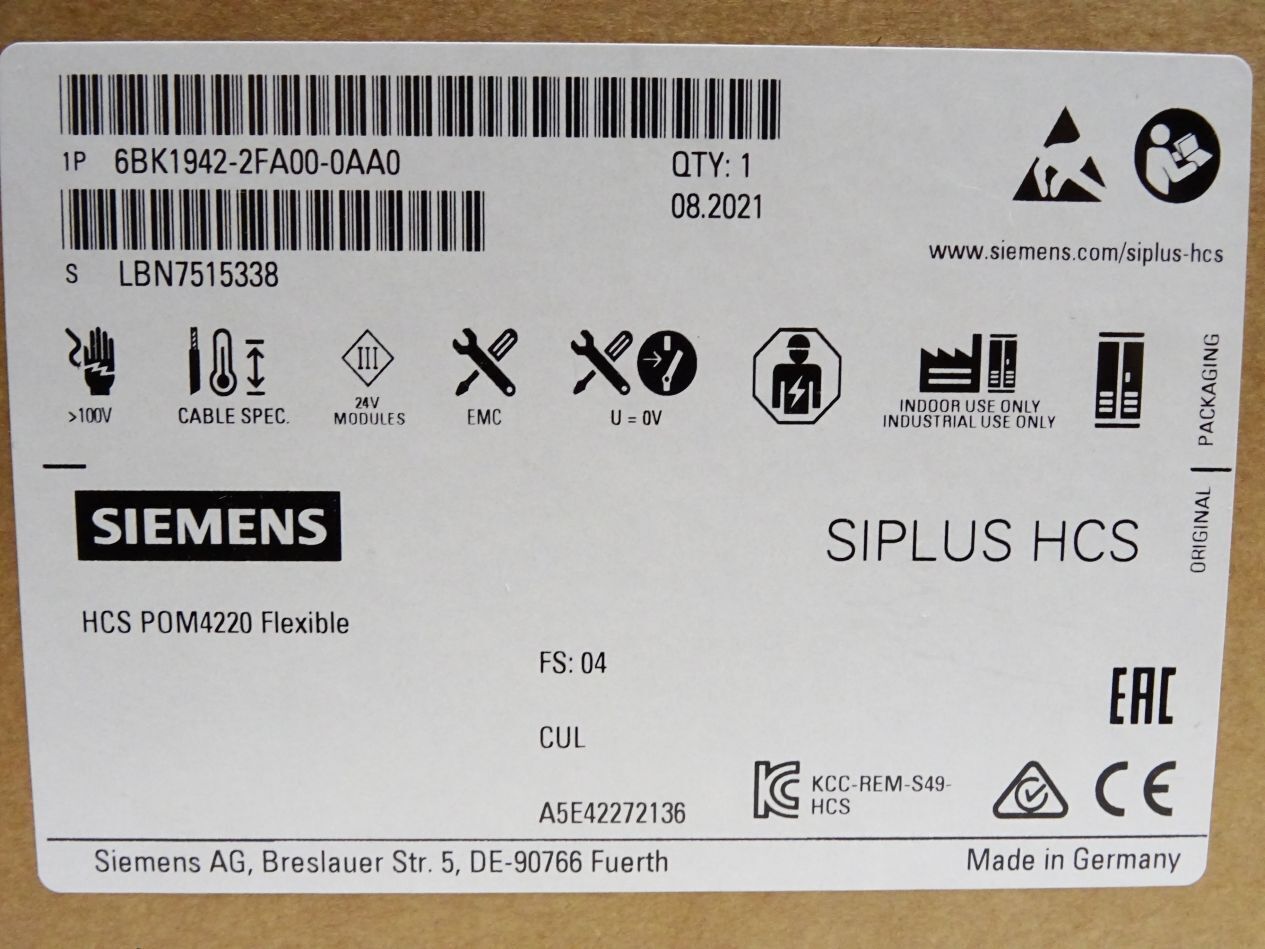 1P 6BK1942-2FA00-0AA0
QTY: 1
08.2021
S LBN7515338
www.siemens.com/siplus-hcs
>100V
CABLE SPEC.
III
24V
MODULES
EMC
U = 0V
INDOOR USE ONLY
INDUSTRIAL USE ONLY
ORIGINAL | PACKAGING
SIEMENS
SIPLUS HCS
HCS POM4220 Flexible
FS: 04
EAC
CUL
KC KCC-REM-S49-
HCS
CE
A5E42272136
Siemens AG, Breslauer Str. 5, DE-90766 Fuerth
Made in Germany